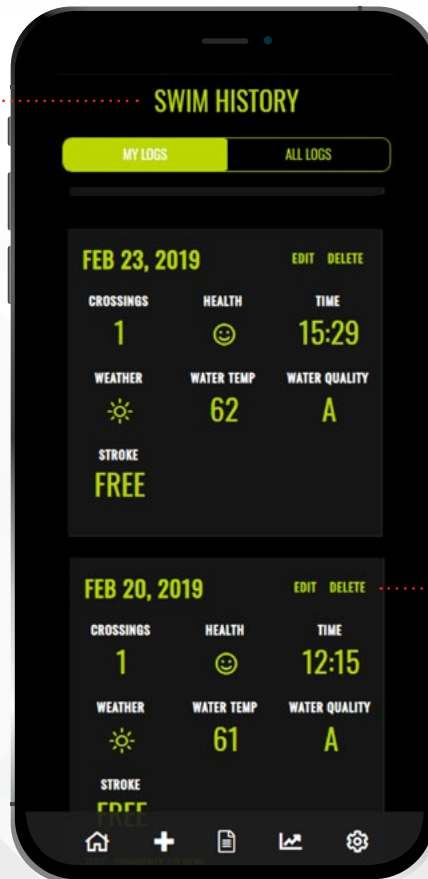 SWIM HISTORY
MY LOGS ALL LOGS
FEB 23, 2019 EDIT DELETE
CROSSINGS HEALTH TIME
1 15:29
WEATHER WATER TEMP WATER QUALITY
62 A
STROKE
FREE
FEB 20, 2019 EDIT DELETE
CROSSINGS HEALTH TIME
1 12:15
WEATHER WATER TEMP WATER QUALITY
61 A
STROKE
FREE